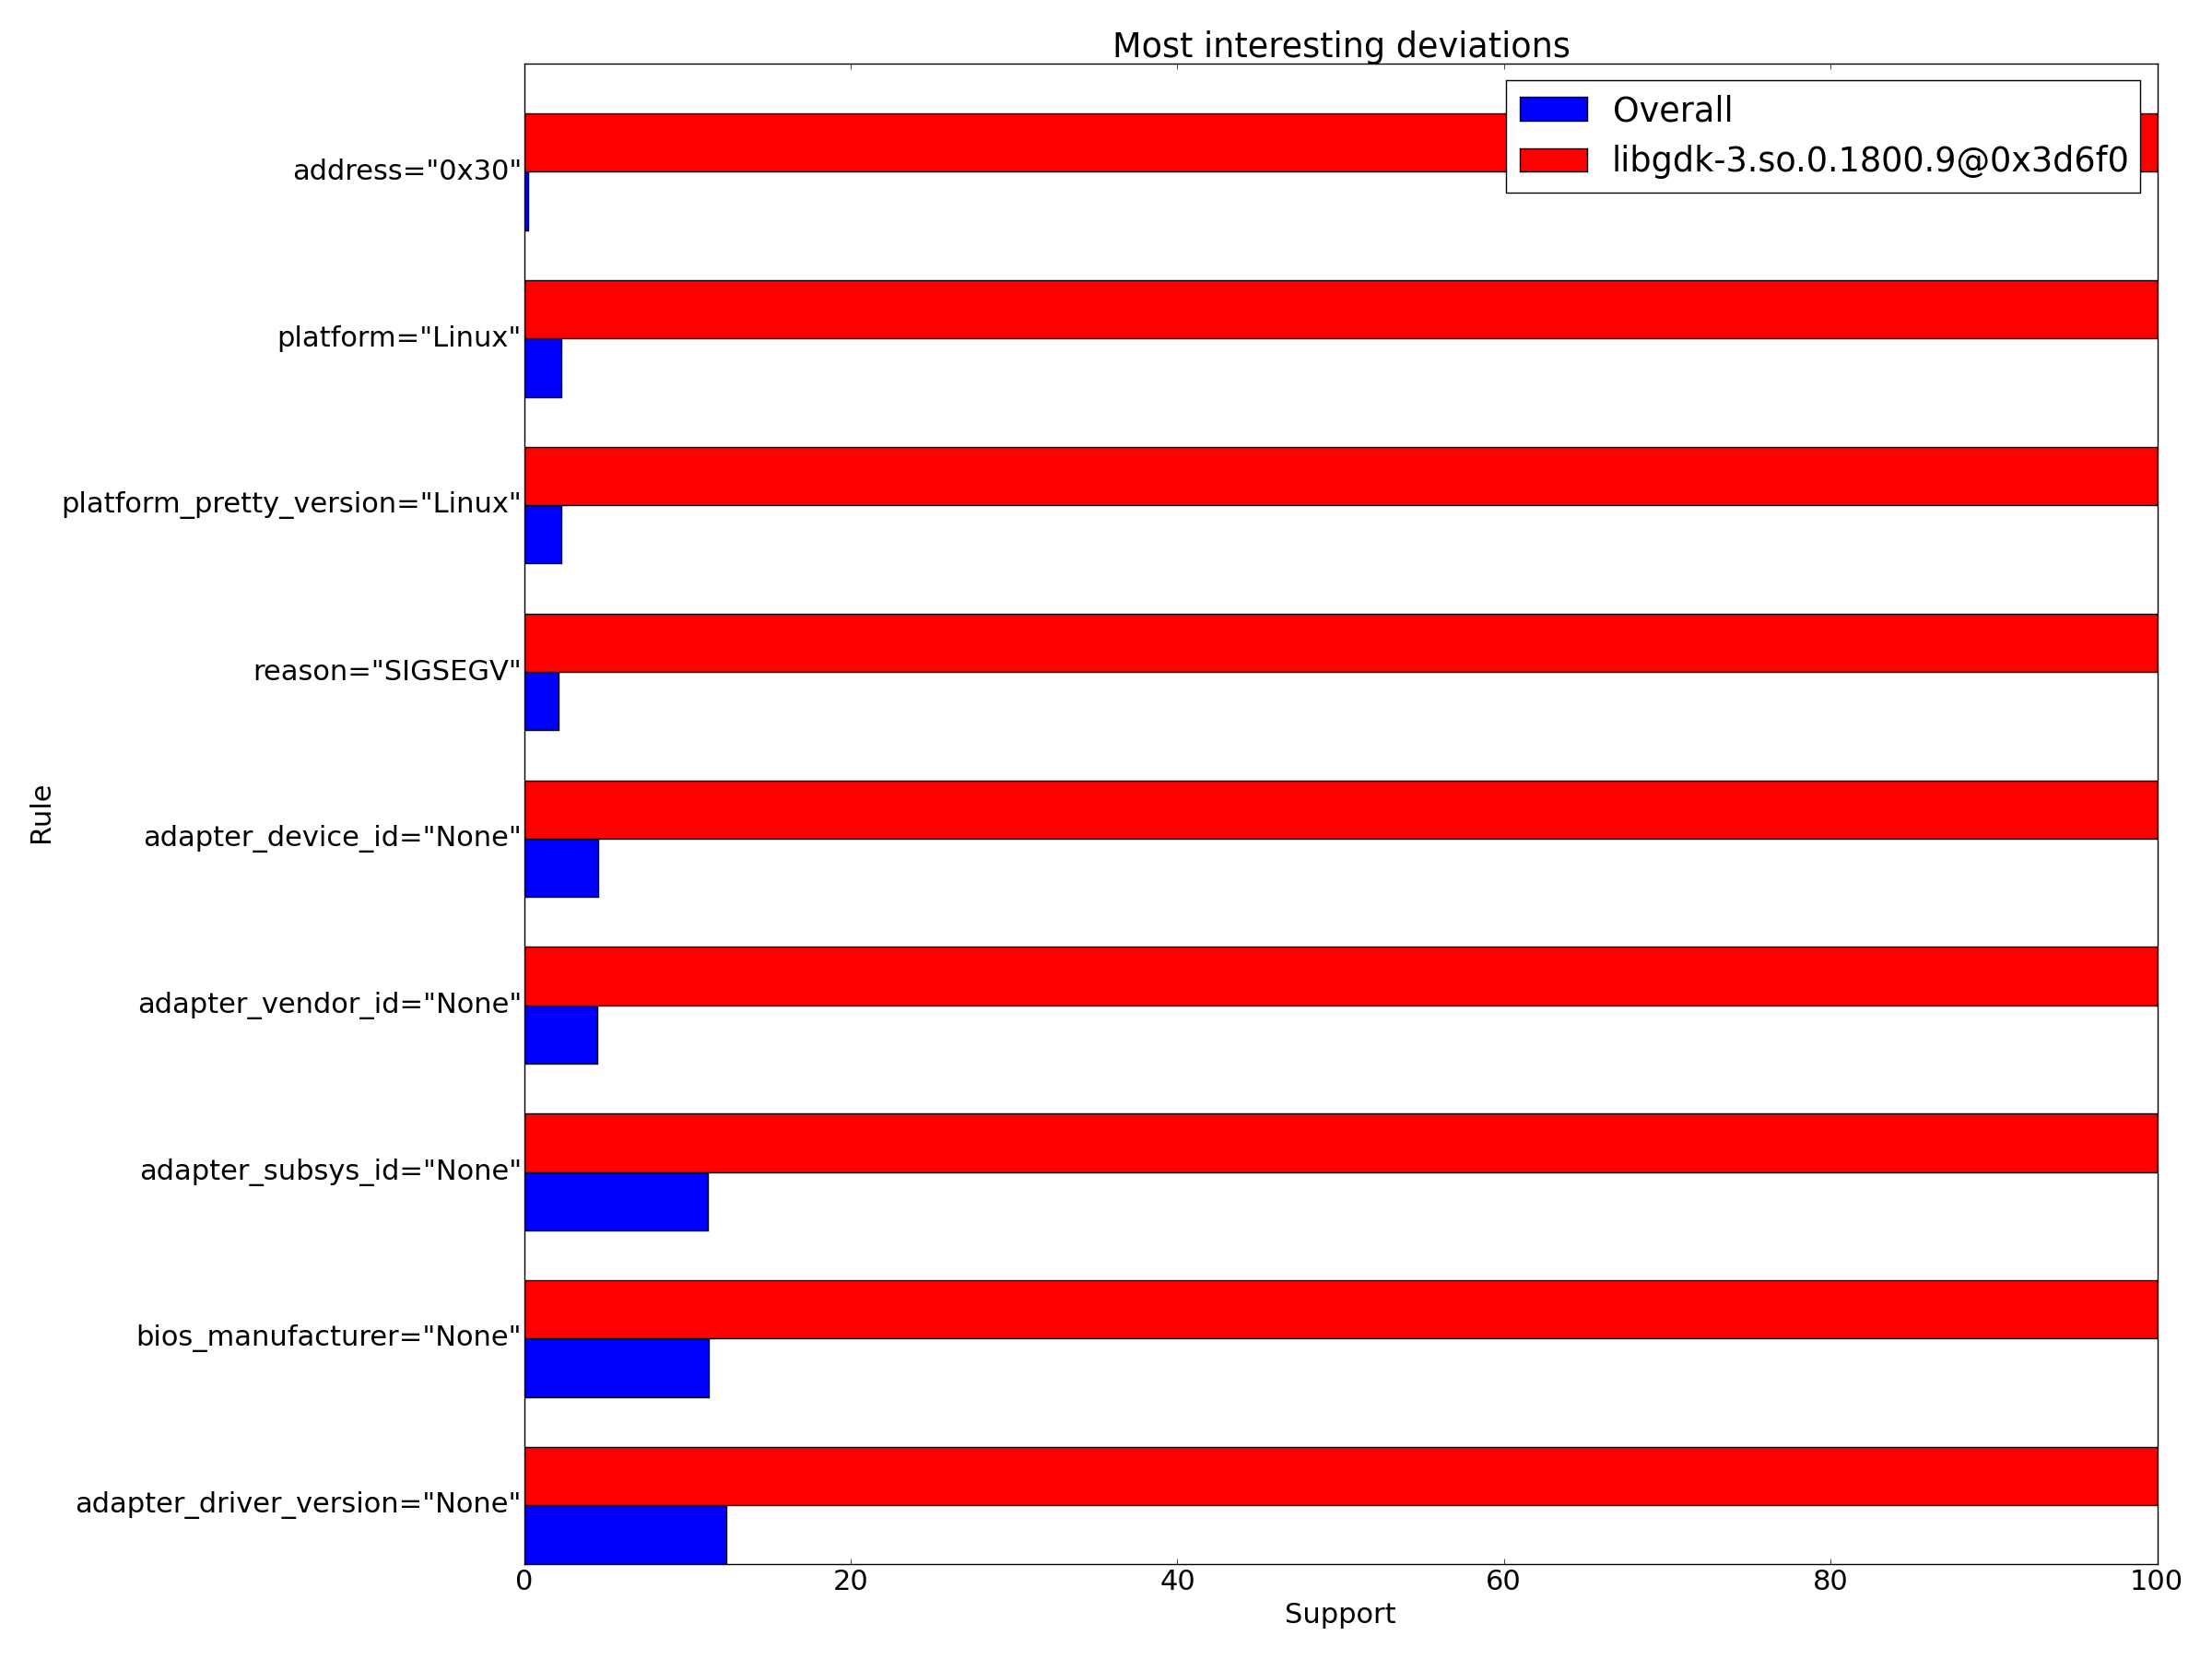 Most interesting deviations
Overall
libgdk-3.so.0.1800.9@0x3d6f0
address="0x30"
platform="Linux"
platform_pretty_version="Linux"
reason="SIGSEGV"
adapter_device_id="None"
adapter_vendor_id="None"
adapter_subsys_id="None"
bios_manufacturer="None"
adapter_driver_version="None"
Rule
0 20 40 60 80 100
Support